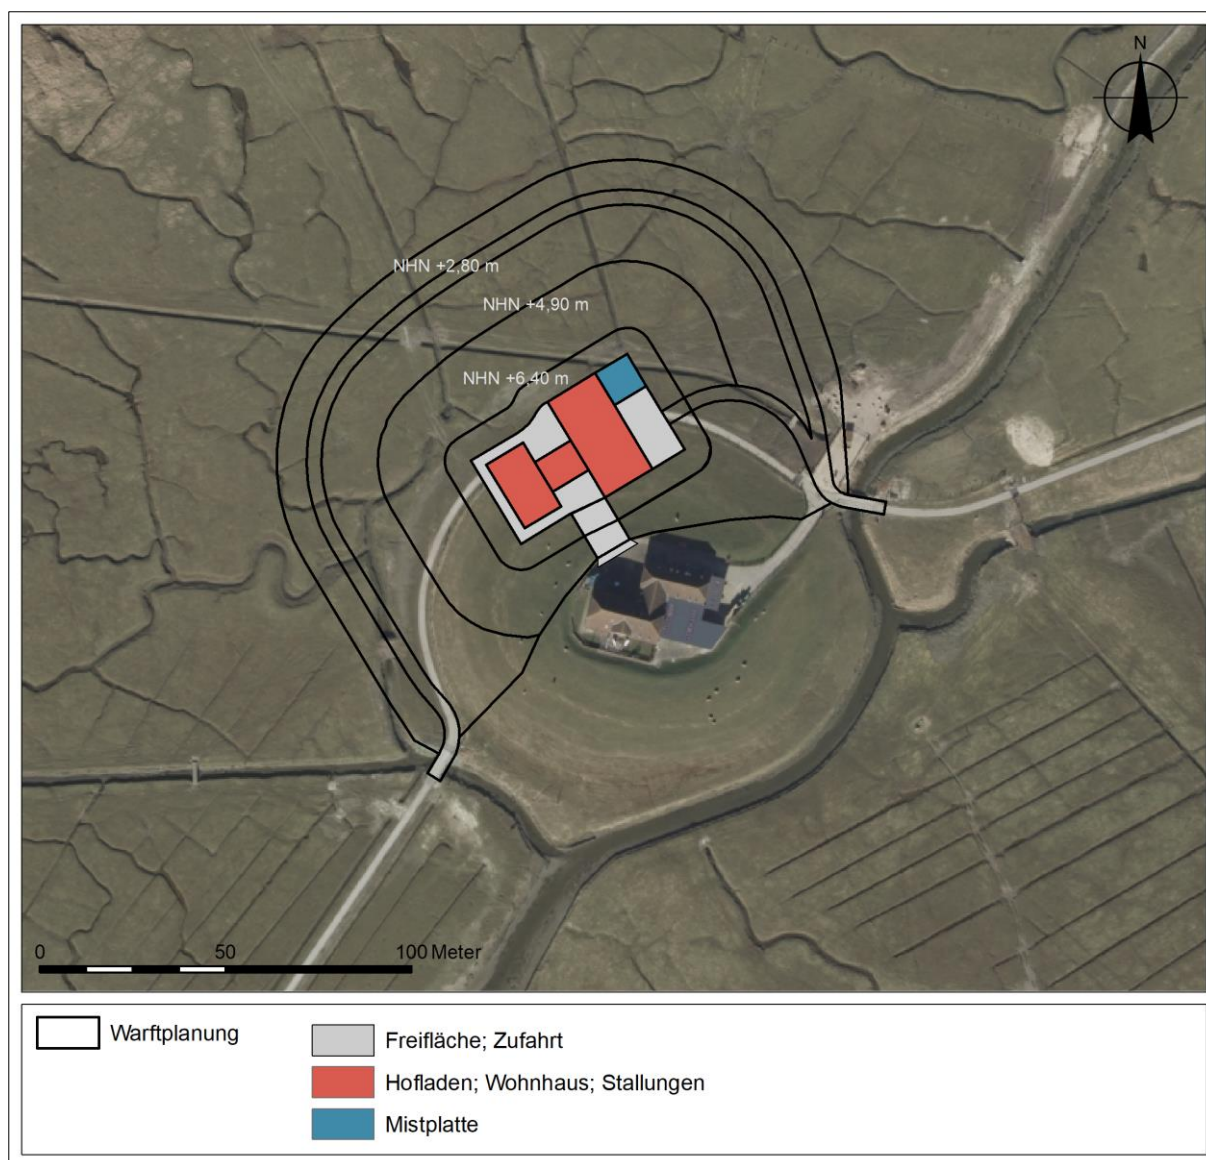 N
NHN +2,80 m
NHN +4,90 m
NHN +6,40 m
0 50 100 Meter
Warftplanung
Freifläche; Zufahrt
Hofladen; Wohnhaus; Stallungen
Mistplatte